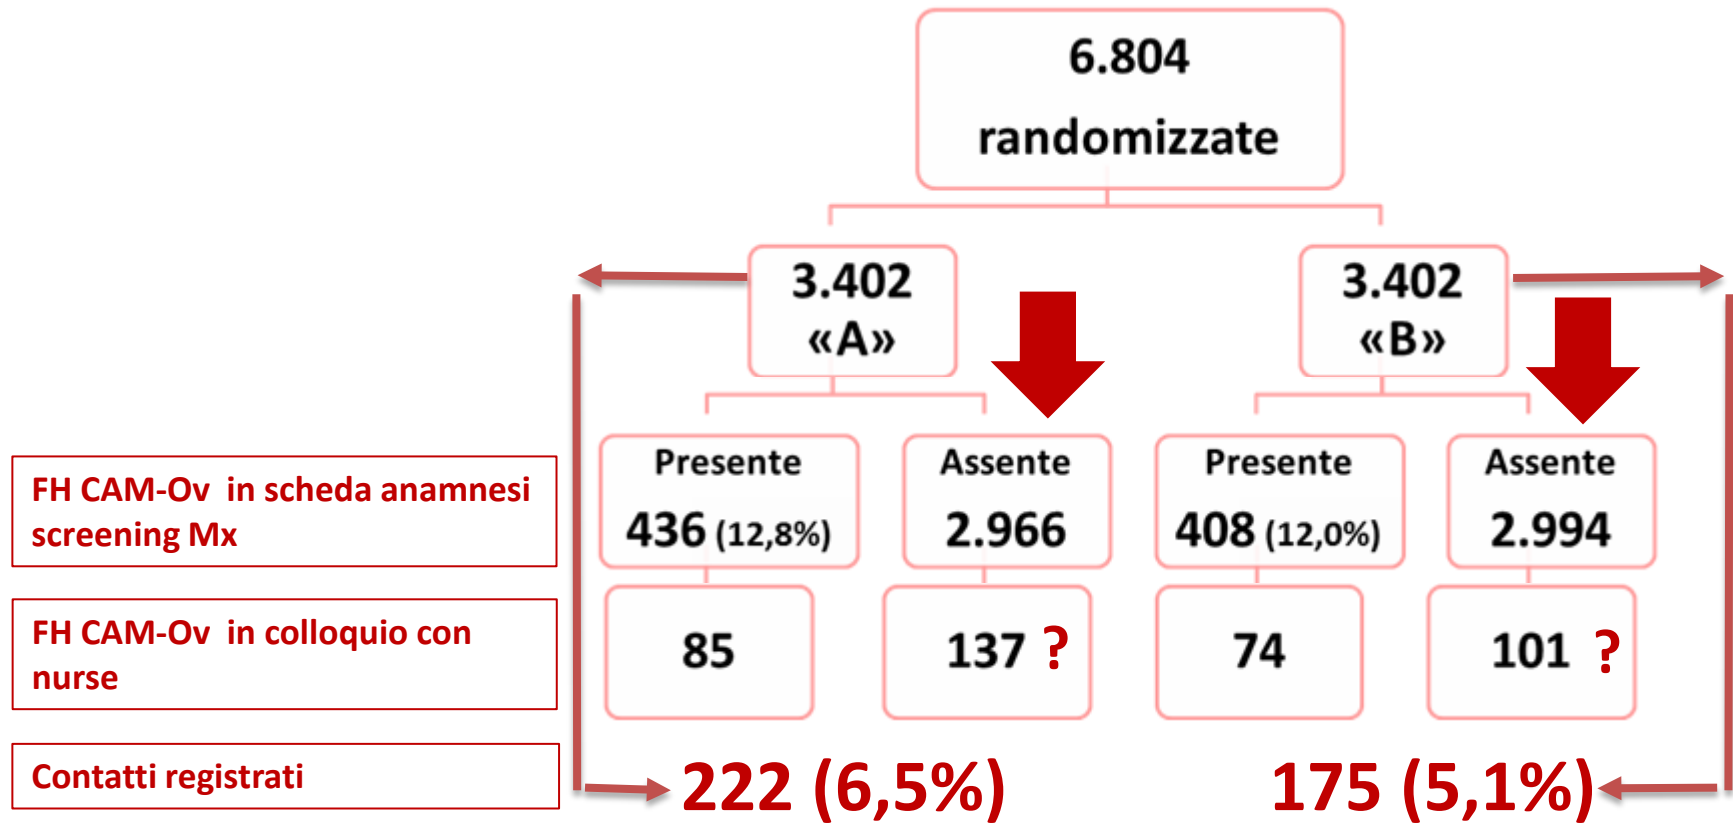 6.804
randomizzate
3.402
«A»
3.402
«B»
FH CAM-Ov in scheda anamnesi
screening Mx
Presente
436 (12,8%)
Assente
2.966
Presente
408 (12,0%)
Assente
2.994
FH CAM-Ov in colloquio con
nurse
85
137 ?
74
101 ?
Contatti registrati
222 (6,5%)
175 (5,1%)